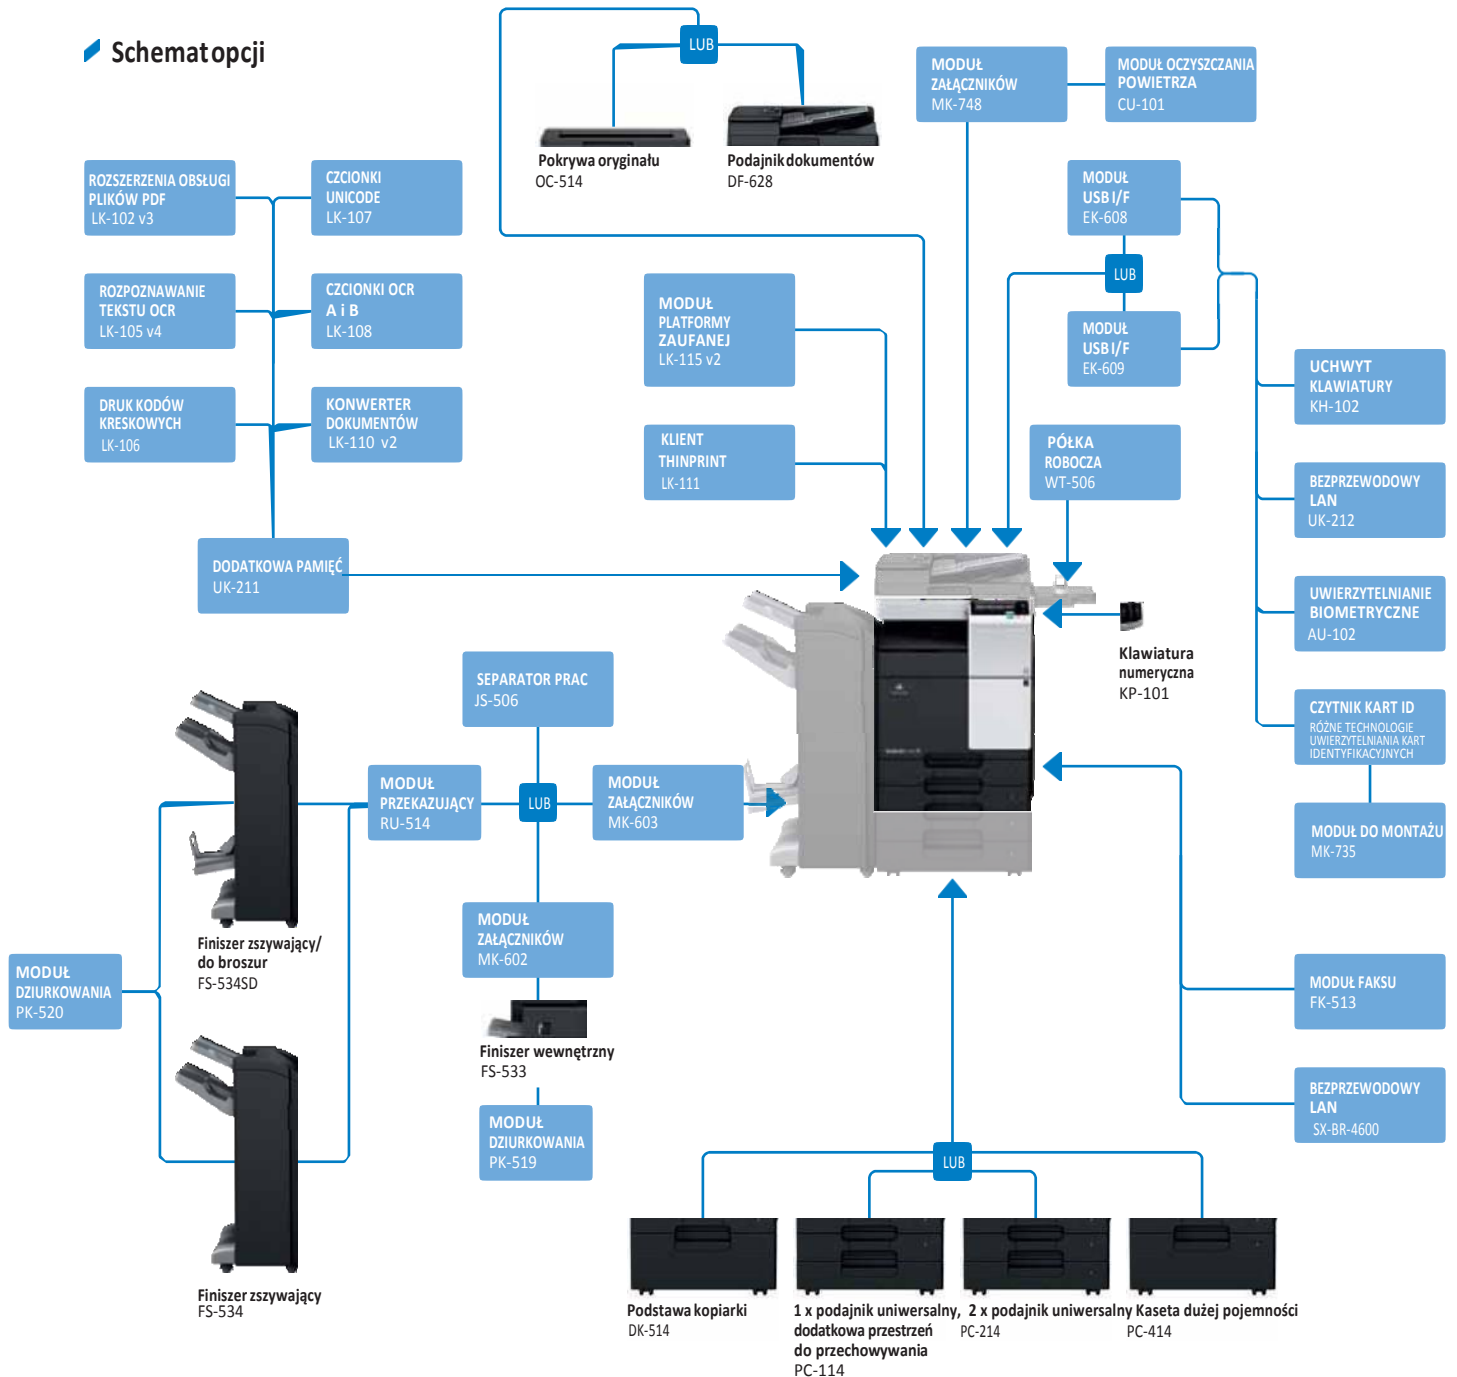 Schemat opcji
LUB
Pokrywa oryginału
OC-514
Podajnik dokumentów
DF-628
MODUŁ
ZAŁĄCZNIKÓW
MK-748
MODUŁ OCZYSZCZANIA
POWIETRZA
CU-101
ROZSZERZENIA OBSŁUGI
PLIKÓW PDF
LK-102 v3
CZCIONKI
UNICODE
LK-107
ROZPOZNAWANIE
TEKSTU OCR
LK-105 v4
CZCIONKI OCR
A i B
LK-108
DRUK KODÓW
KRESKOWYCH
LK-106
KONWERTER
DOKUMENTÓW
LK-110 v2
DODATKOWA PAMIĘĆ
UK-211
MODUŁ
PLATFORMY
ZAUFANEJ
LK-115 v2
KLIENT
THINPRINT
LK-111
MODUŁ
USB I/F
EK-608
LUB
MODUŁ
USB I/F
EK-609
PÓŁKA
ROBOCZA
WT-506
UCHWYT
KLAWIATURY
KH-102
BEZPRZEWODOWY
LAN
UK-212
UWIERZYTELNIANIE
BIOMETRYCZNE
AU-102
CZYTNIK KART ID
RÓŻNE TECHNOLOGIE
UWIERZYTELNIANIA KART
IDENTYFIKACYJNYCH
MODUŁ DO MONTAŻU
MK-735
Klawiatura
numeryczna
KP-101
SEPARATOR PRAC
JS-506
MODUŁ
PRZEKAZUJĄCY
RU-514
LUB
MODUŁ
ZAŁĄCZNIKÓW
MK-603
MODUŁ
ZAŁĄCZNIKÓW
MK-602
Finiszer zszywający/
do broszur
FS-534SD
MODUŁ
DZIURKOWANIA
PK-520
Finiszer wewnętrzny
FS-533
MODUŁ
DZIURKOWANIA
PK-519
Finiszer zszywający
FS-534
MODUŁ FAKSU
FK-513
BEZPRZEWODOWY
LAN
SX-BR-4600
LUB
Podstawa kopiarki
DK-514
1 x podajnik uniwersalny,
dodatkowa przestrzeń
do przechowywania
PC-114
2 x podajnik uniwersalny
PC-214
Kaseta dużej pojemności
PC-414